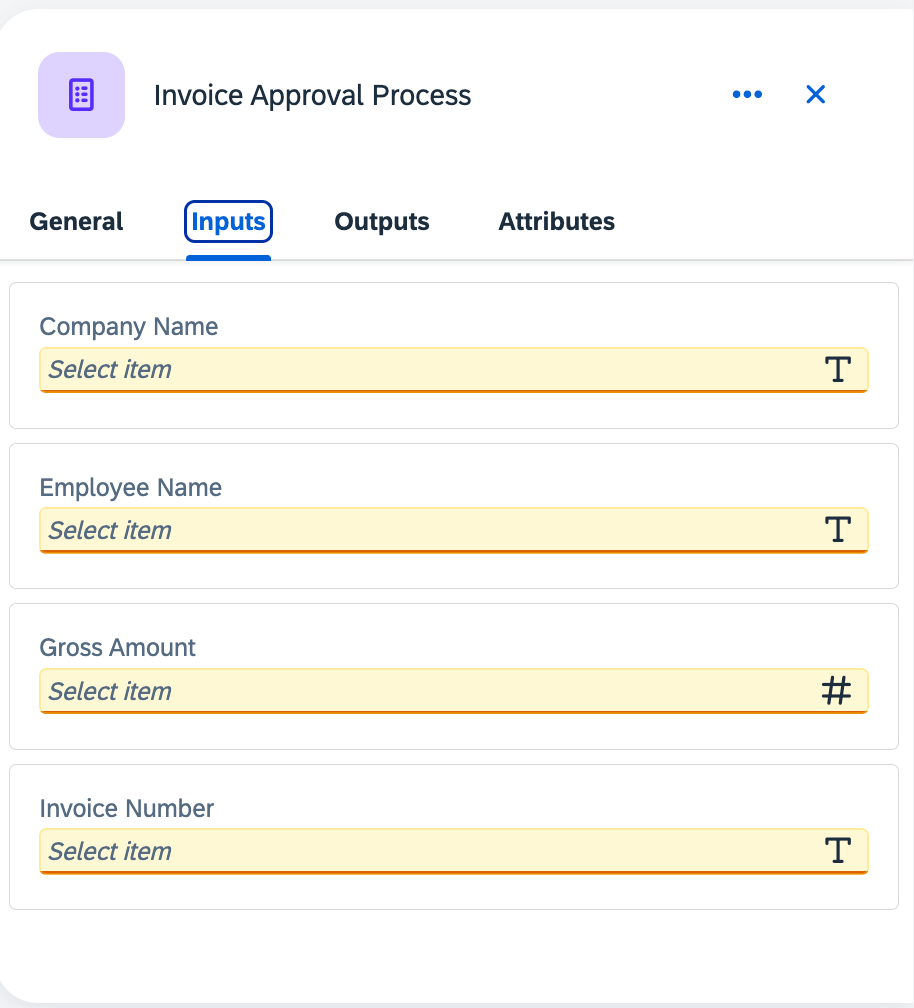 Invoice Approval Process
General Inputs Outputs Attributes
Company Name
Select item T
Employee Name
Select item T
Gross Amount
Select item #
Invoice Number
Select item T